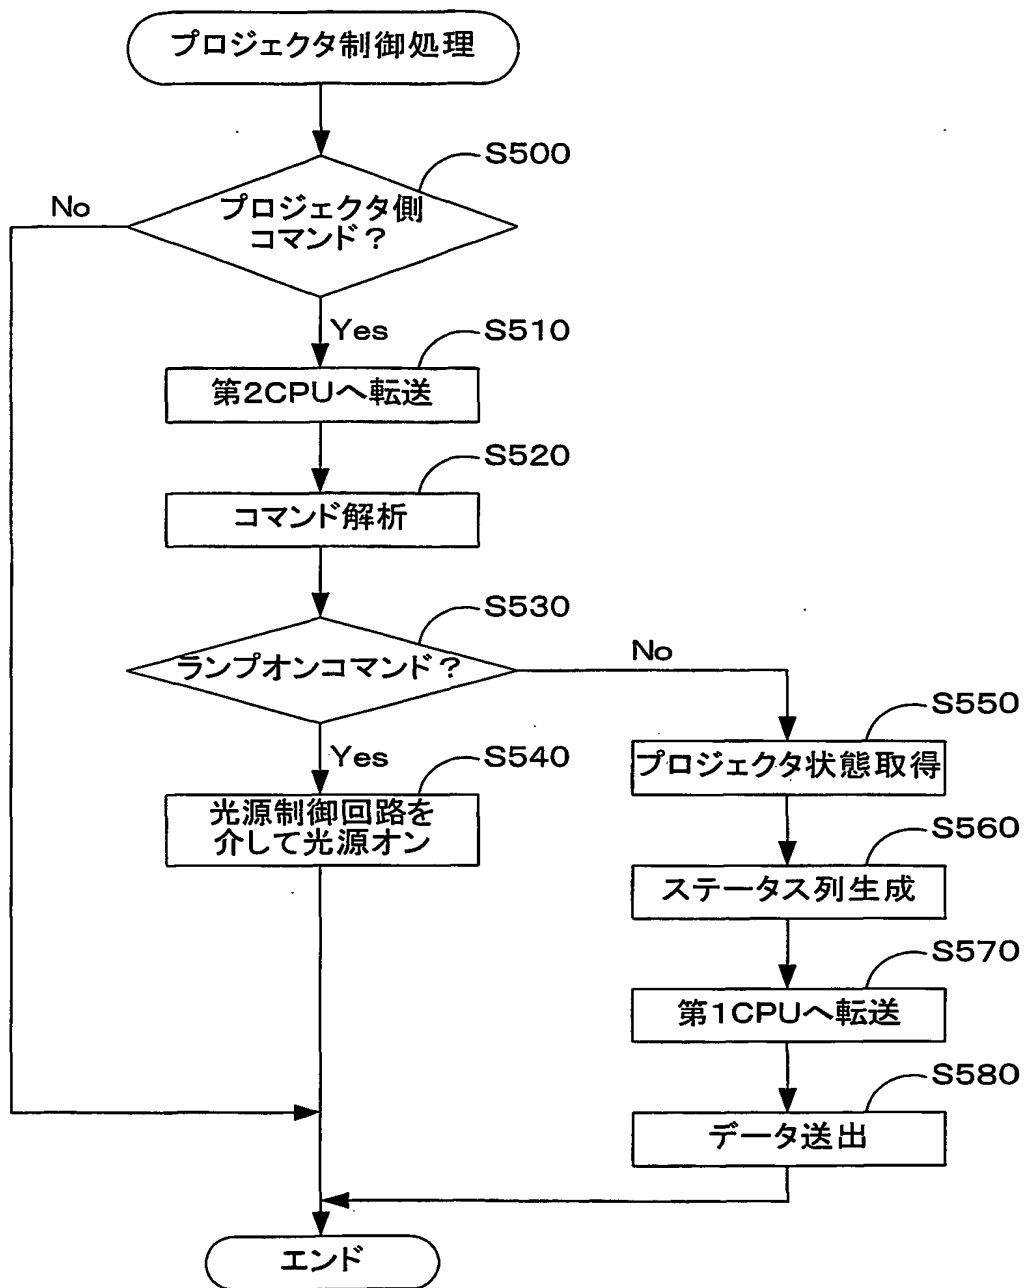 プロジェクタ制御処理
S500
No
プロジェクタ側
コマンド?
Yes
S510
第2CPUへ転送
S520
コマンド解析
S530
ランプオンコマンド?
No
Yes
S540
光源制御回路を
介して光源オン
S550
プロジェクタ状態取得
S560
ステータス列生成
S570
第1CPUへ転送
S580
データ送出
エンド